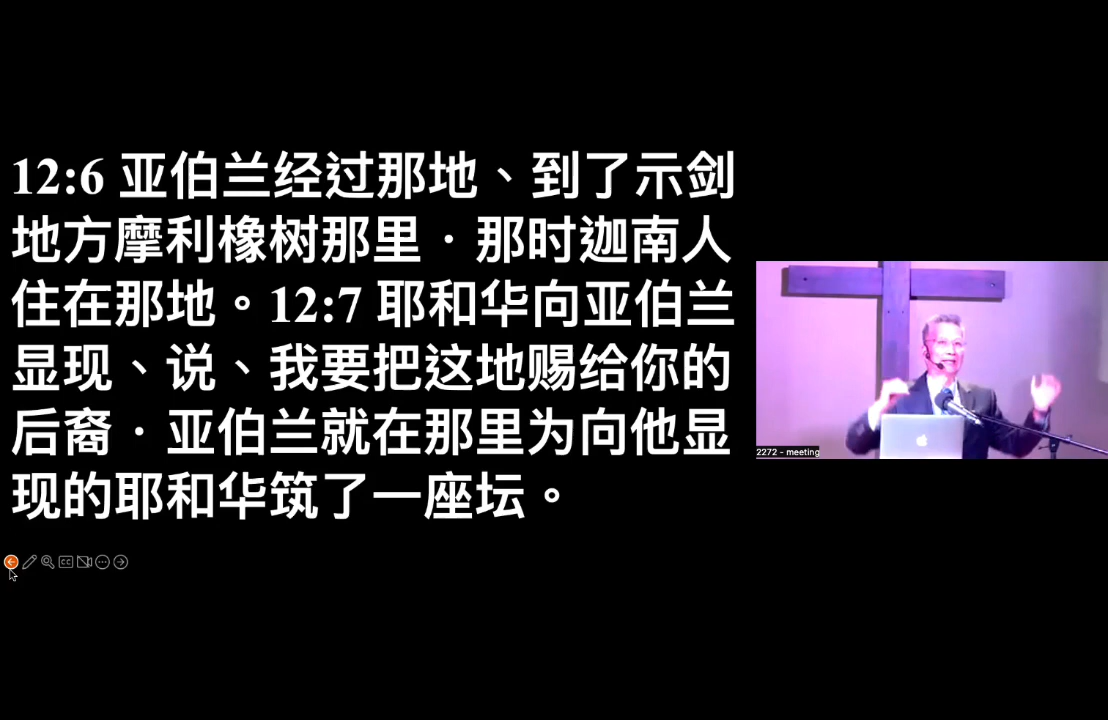 12:6 亚伯兰经过那地、到了示剑
地方摩利橡树那里．那时迦南人
住在那地。12:7 耶和华向亚伯兰
显现、说、我要把这地赐给你的
后裔．亚伯兰就在那里为向他显
现的耶和华筑了一座坛。
2272 - meeting
CC